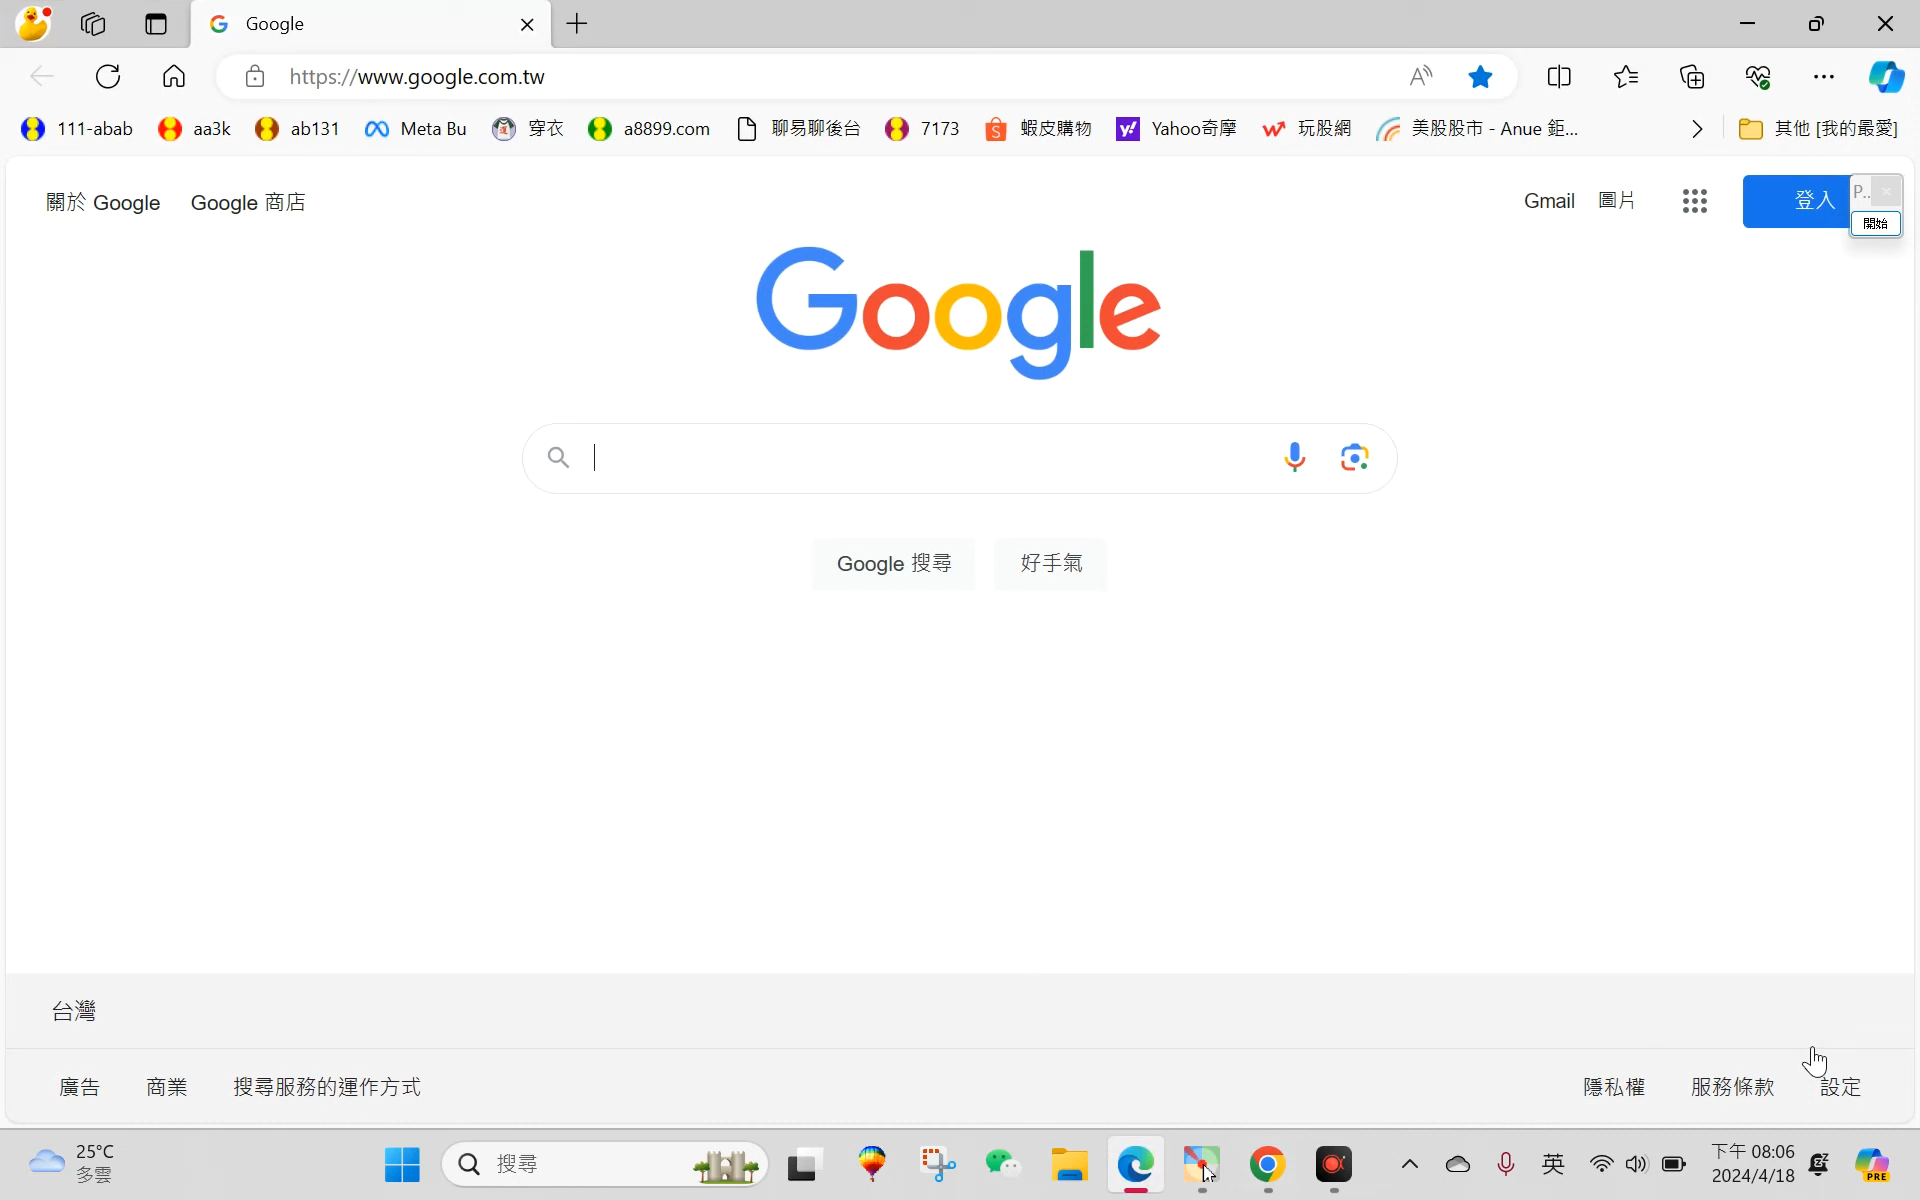 Google
https://www.google.com.tw
111-abab aa3k ab131 Meta Bu 穿衣 a8899.com 聊易聊後台 7173 蝦皮購物 Yahoo奇摩 玩股網 美股股市 - Anue 鉅... 其他 [我的最愛]
關於 Google Google 商店 Gmail 圖片 登入 P..
開始
Google
Google 搜尋 好手氣
台灣
廣告 商業 搜尋服務的運作方式 隱私權 服務條款 設定
25°C
多雲
搜尋
英
下午 08:06
2024/4/18
PRE